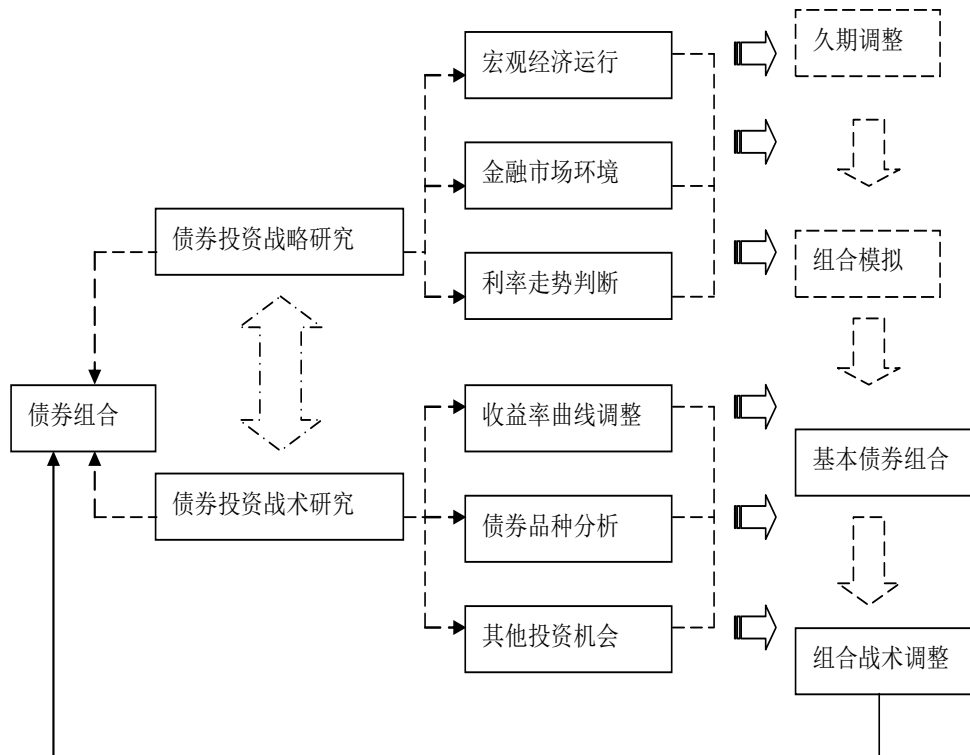 宏观经济运行
久期调整
金融市场环境
债券投资战略研究
组合模拟
利率走势判断
债券组合
收益率曲线调整
基本债券组合
债券投资战术研究
债券品种分析
其他投资机会
组合战术调整